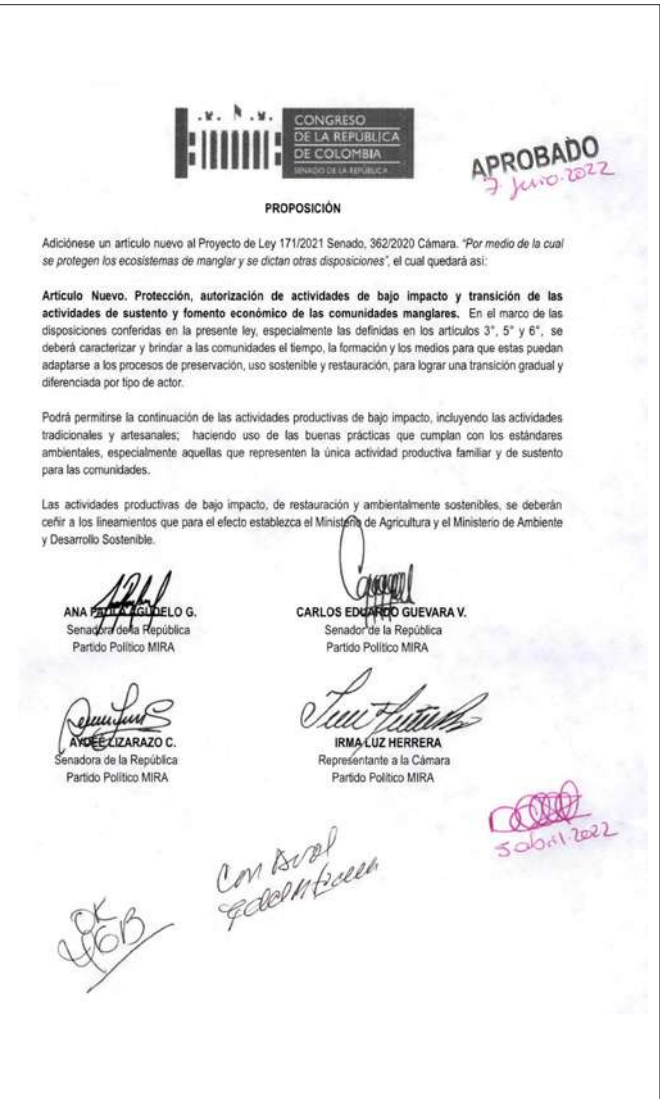 CONGRESO
DE LA REPÚBLICA
DE COLOMBIA
SENADO DE LA REPÚBLICA
APROBADO
7 Junio-2022
PROPOSICIÓN
Adiciónese un artículo nuevo al Proyecto de Ley 171/2021 Senado, 362/2020 Cámara. “Por medio de la cual
se protegen los ecosistemas de manglar y se dictan otras disposiciones”, el cual quedará así:
Artículo Nuevo. Protección, autorización de actividades de bajo impacto y transición de las
actividades de sustento y fomento económico de las comunidades manglares. En el marco de las
disposiciones conferidas en la presente ley, especialmente las definidas en los artículos 3°, 5° y 6°, se
deberá caracterizar y brindar a las comunidades el tiempo, la formación y los medios para que estas puedan
adaptarse a los procesos de preservación, uso sostenible y restauración, para lograr una transición gradual y
diferenciada por tipo de actor.
Podrá permitirse la continuación de las actividades productivas de bajo impacto, incluyendo las actividades
tradicionales y artesanales; haciendo uso de las buenas prácticas que cumplan con los estándares
ambientales, especialmente aquellas que representen la única actividad productiva familiar y de sustento
para las comunidades.
Las actividades productivas de bajo impacto, de restauración y ambientalmente sostenibles, se deberán
ceñir a los lineamientos que para el efecto establezca el Ministerio de Agricultura y el Ministerio de Ambiente
y Desarrollo Sostenible.
ANA PAOLA AGUDELO G.
Senadora de la República
Partido Político MIRA
CARLOS EDUARDO GUEVARA V.
Senador de la República
Partido Político MIRA
AYDEÉ LIZARAZO C.
Senadora de la República
Partido Político MIRA
IRMA LUZ HERRERA
Representante a la Cámara
Partido Político MIRA
5 abril-2022
Con Aval
OK